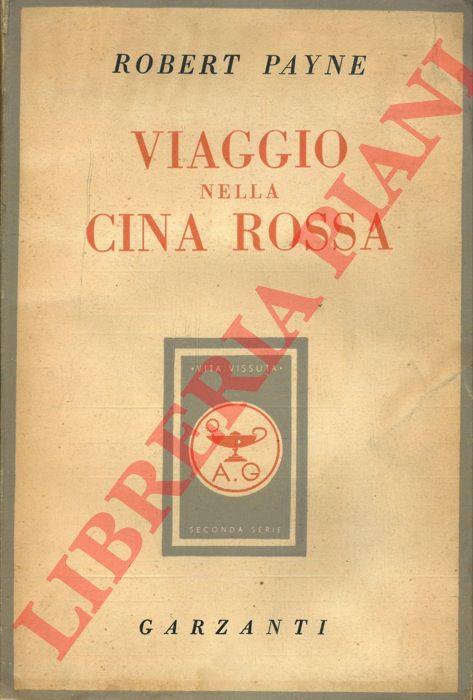 ROBERT PAYNE
VIAGGIO
NELLA
CINA ROSSA
•VITA VISSUTA•
A.G
SECONDA SERIE
GARZANTI
LIBRERIA PIANI